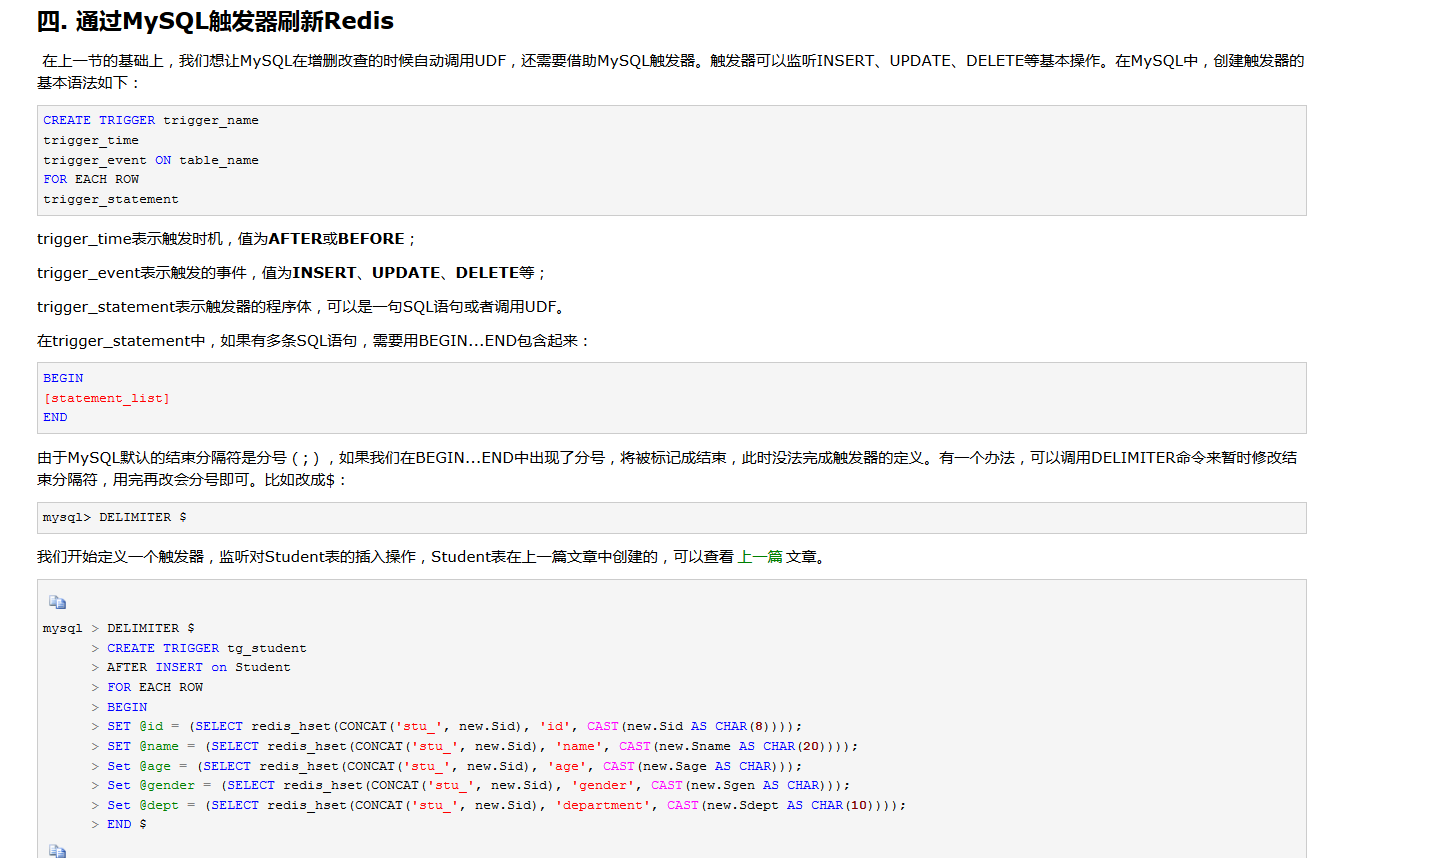 四. 通过MySQL触发器刷新Redis
在上一节的基础上，我们想让MySQL在增删改查的时候自动调用UDF，还需要借助MySQL触发器。触发器可以监听INSERT、UPDATE、DELETE等基本操作。在MySQL中，创建触发器的
基本语法如下：
CREATE TRIGGER trigger_name
trigger_time
trigger_event ON table_name
FOR EACH ROW
trigger_statement
trigger_time表示触发时机，值为AFTER或BEFORE；
trigger_event表示触发的事件，值为INSERT、UPDATE、DELETE等；
trigger_statement表示触发器的程序体，可以是一句SQL语句或者调用UDF。
在trigger_statement中，如果有多条SQL语句，需要用BEGIN...END包含起来：
BEGIN
[statement_list]
END
由于MySQL默认的结束分隔符是分号（;），如果我们在BEGIN...END中出现了分号，将被标记成结束，此时没法完成触发器的定义。有一个办法，可以调用DELIMITER命令来暂时修改结
束分隔符，用完再改会分号即可。比如改成$：
mysql> DELIMITER $
我们开始定义一个触发器，监听对Student表的插入操作，Student表在上一篇文章中创建的，可以查看上一篇文章。
mysql > DELIMITER $
> CREATE TRIGGER tg_student
> AFTER INSERT on Student
> FOR EACH ROW
> BEGIN
> SET @id = (SELECT redis_hset(CONCAT('stu_', new.Sid), 'id', CAST(new.Sid AS CHAR(8))));
> SET @name = (SELECT redis_hset(CONCAT('stu_', new.Sid), 'name', CAST(new.Sname AS CHAR(20))));
> Set @age = (SELECT redis_hset(CONCAT('stu_', new.Sid), 'age', CAST(new.Sage AS CHAR)));
> Set @gender = (SELECT redis_hset(CONCAT('stu_', new.Sid), 'gender', CAST(new.Sgen AS CHAR)));
> Set @dept = (SELECT redis_hset(CONCAT('stu_', new.Sid), 'department', CAST(new.Sdept AS CHAR(10))));
> END $